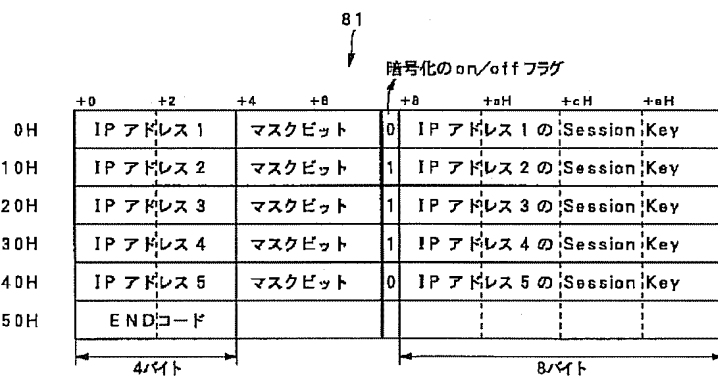 81
暗号化のon/offフラグ
+0 +2 +4 +6 +8 +aH +cH +eH
0H IPアドレス1 マスクビット 0 IPアドレス1のSession Key
10H IPアドレス2 マスクビット 1 IPアドレス2のSession Key
20H IPアドレス3 マスクビット 1 IPアドレス3のSession Key
30H IPアドレス4 マスクビット 1 IPアドレス4のSession Key
40H IPアドレス5 マスクビット 0 IPアドレス5のSession Key
50H ENDコード
4バイト 8バイト